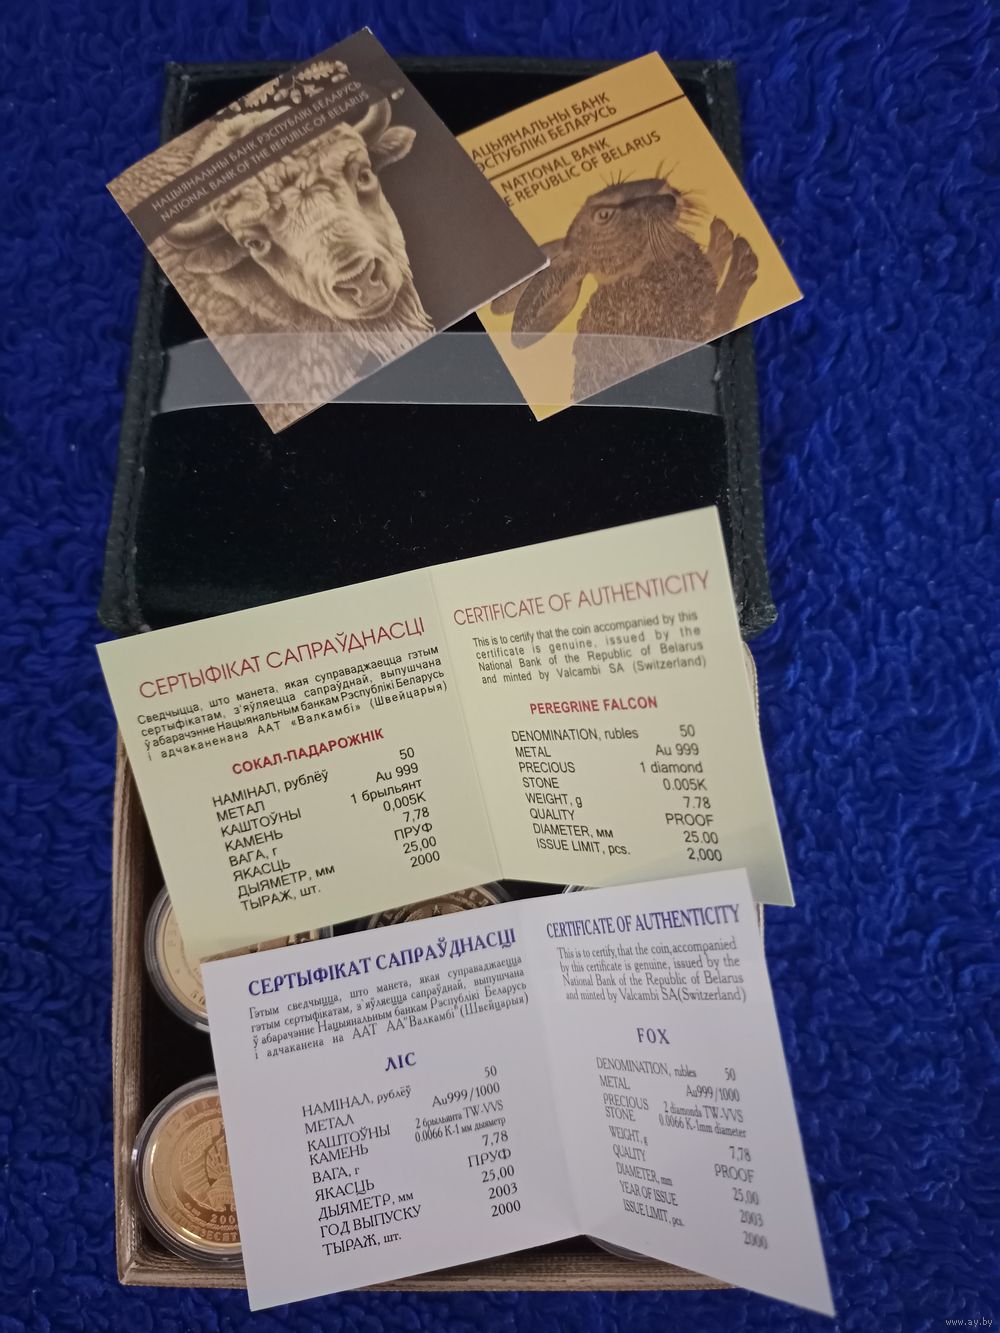 НАЦЫЯНАЛЬНЫ БАНК РЭСПУБЛІКІ БЕЛАРУСЬ
NATIONAL BANK OF THE REPUBLIC OF BELARUS
АЦЫЯНАЛЬНЫ БАНК
ЭСПУБЛІКІ БЕЛАРУСЬ
NATIONAL BANK
E REPUBLIC OF BELARUS
СЕРТЫФІКАТ САПРАЎДНАСЦІ
Сведчыцца, што манета, якая суправаджаецца гэтым
сертыфікатам, з'яўляецца сапраўднай, выпушчана
ў абарачэнне Нацыянальным банкам Рэспублікі Беларусь
і адчаканенана ААТ «Валкамбі» (Швейцарыя)
СОКАЛ-ПАДАРОЖНІК
НАМІНАЛ, рублёў 50
МЕТАЛ Au 999
КАШТОЎНЫ 1 брыльянт
КАМЕНЬ 0,005K
ВАГА, г 7,78
ЯКАСЦЬ ПРУФ
ДЫЯМЕТР, мм 25,00
ТЫРАЖ, шт. 2000
CERTIFICATE OF AUTHENTICITY
This is to certify that the coin accompanied by this
certificate is genuine, issued by the
National Bank of the Republic of Belarus
and minted by Valcambi SA (Switzerland)
PEREGRINE FALCON
DENOMINATION, rubles 50
METAL Au 999
PRECIOUS 1 diamond
STONE 0.005K
WEIGHT, g 7.78
QUALITY PROOF
DIAMETER, мм 25.00
ISSUE LIMIT, pcs. 2,000
СЕРТЫФІКАТ САПРАЎДНАСЦІ
Гэтым сведчыцца, што манета, якая суправаджаецца
гэтым сертыфікатам, з яўляецца сапраўднай, выпушчана
ў абарачэнне Нацыянальным банкам Рэспублікі Беларусь
і адчаканена на ААТ АА"Валкамбі"(Швейцарыя)
ЛІС
НАМІНАЛ, рублёў 50
МЕТАЛ Au999/1000
КАШТОЎНЫ 2 брыльянта TW-VVS
КАМЕНЬ 0.0066 K-1 мм дыяметр
ВАГА, г 7,78
ЯКАСЦЬ ПРУФ
ДЫЯМЕТР, мм 25,00
ГОД ВЫПУСКУ 2003
ТЫРАЖ, шт. 2000
CERTIFICATE OF AUTHENTICITY
This is to certify, that the coin, accompanied
by this certificate is genuine, issued by the
National Bank of the Republic of Belarus
and minted by Valcambi SA(Switzerland)
FOX
DENOMINATION, rubles 50
METAL Au999/1000
PRECIOUS 2 diamonds TW-VVS
STONE 0.0066 K-1mm diameter
WEIGHT, g 7,78
QUALITY PROOF
DIAMETER, mm 25,00
YEAR OF ISSUE 2003
ISSUE LIMIT, pcs. 2000
www.ay.by